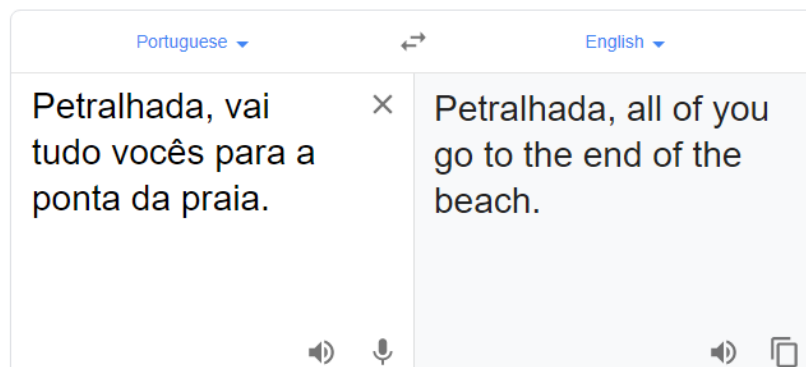 Portuguese English
Petralhada, vai
tudo vocês para a
ponta da praia.
Petralhada, all of you
go to the end of the
beach.